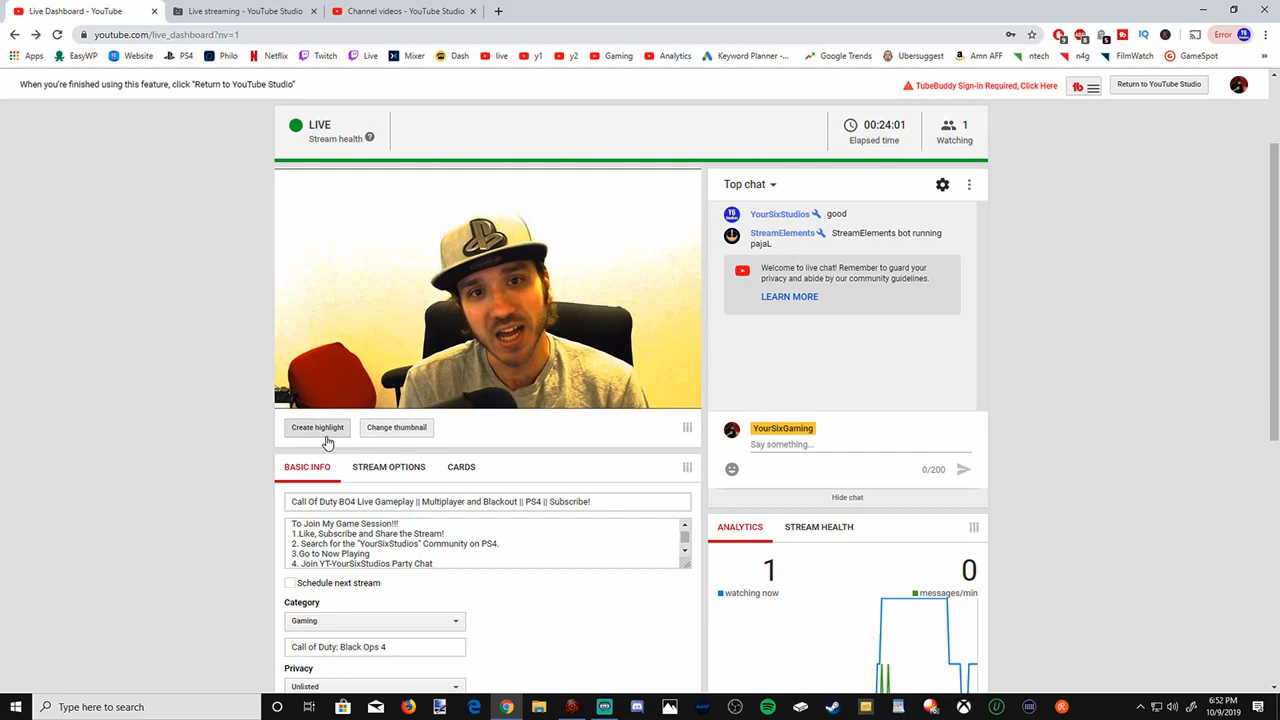 Live Dashboard - YouTube
Live streaming - YouTube Studio
Channel videos - YouTube Studio
youtube.com/live_dashboard?nv=1
Error
Apps
EasyWP
Website
PS4
Philo
Netflix
Twitch
Live
Mixer
Dash
live
y1
y2
Gaming
Analytics
Keyword Planner -...
Google Trends
Ubersuggest
Amn AFF
ntech
n4g
FilmWatch
GameSpot
When you're finished using this feature, click "Return to YouTube Studio"
TubeBuddy Sign-in Required, Click Here
Return to YouTube Studio
LIVE
Stream health
00:24:01
Elapsed time
1
Watching
Top chat
YourSixStudios good
StreamElements StreamElements bot running
pajaL
Welcome to live chat! Remember to guard your
privacy and abide by our community guidelines.
LEARN MORE
YourSixGaming
Say something...
0/200
Hide chat
Create highlight
Change thumbnail
BASIC INFO
STREAM OPTIONS
CARDS
Call Of Duty BO4 Live Gameplay || Multiplayer and Blackout || PS4 || Subscribe!
To Join My Game Session!!!
1.Like, Subscribe and Share the Stream!
2. Search for the "YourSixStudios" Community on PS4.
3.Go to Now Playing
4. Join YT-YourSixStudios Party Chat
Schedule next stream
Category
Gaming
Call of Duty: Black Ops 4
Privacy
Unlisted
ANALYTICS
STREAM HEALTH
1
watching now
0
messages/min
Type here to search
6:52 PM
10/9/2019